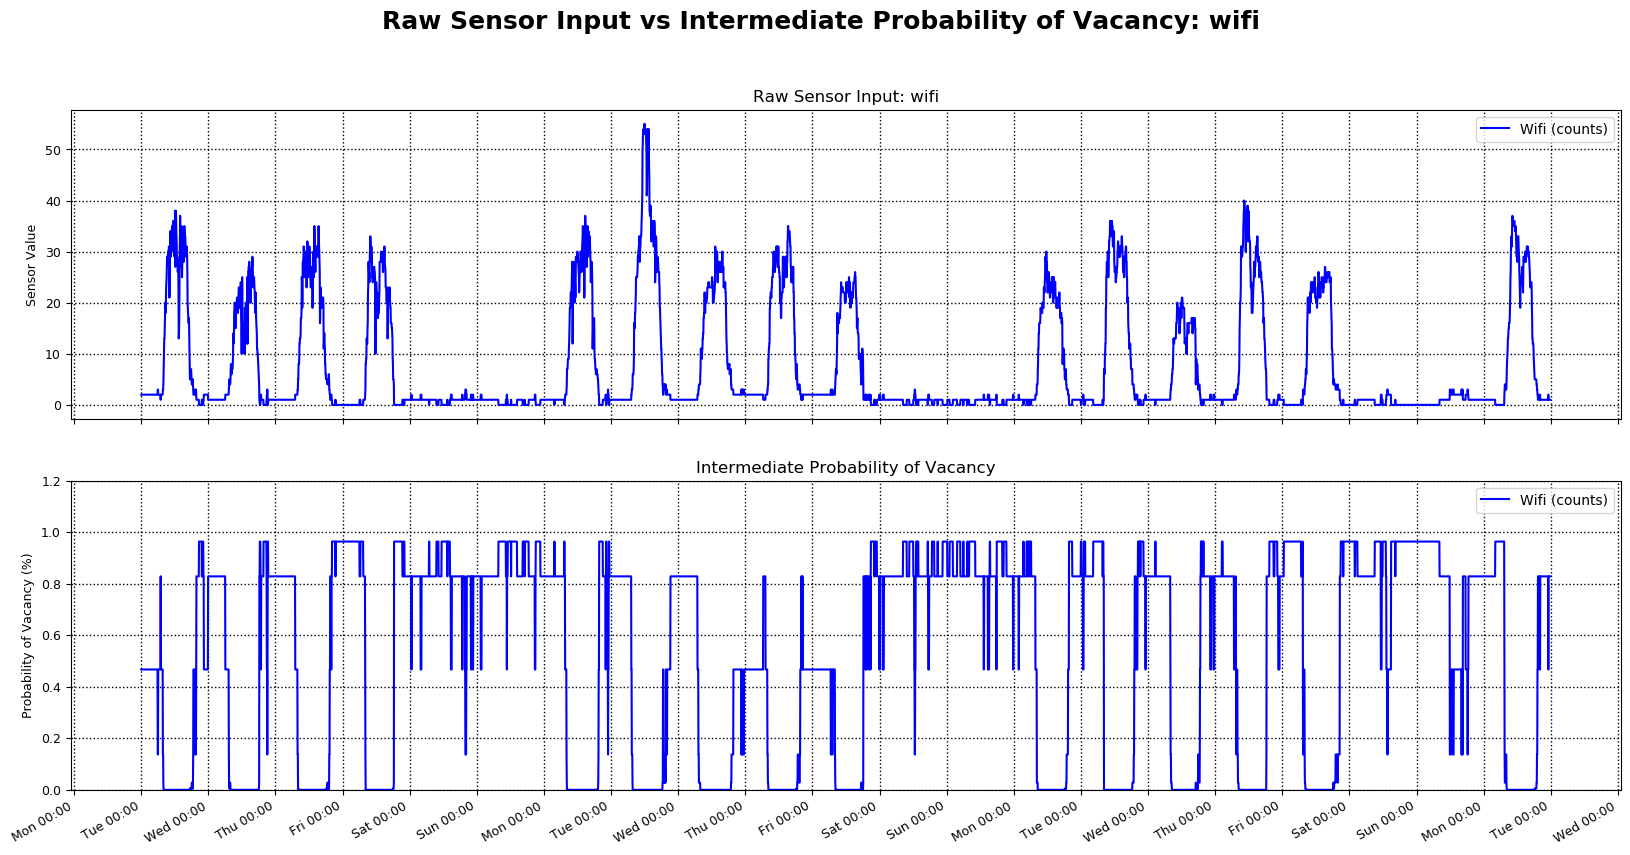 Raw Sensor Input vs Intermediate Probability of Vacancy: wifi
Raw Sensor Input: wifi
Wifi (counts)
Sensor Value
50
40
30
20
10
0
Intermediate Probability of Vacancy
Wifi (counts)
Probability of Vacancy (%)
1.2
1.0
0.8
0.6
0.4
0.2
0.0
Mon 00:00
Tue 00:00
Wed 00:00
Thu 00:00
Fri 00:00
Sat 00:00
Sun 00:00
Mon 00:00
Tue 00:00
Wed 00:00
Thu 00:00
Fri 00:00
Sat 00:00
Sun 00:00
Mon 00:00
Tue 00:00
Wed 00:00
Thu 00:00
Fri 00:00
Sat 00:00
Sun 00:00
Mon 00:00
Tue 00:00
Wed 00:00